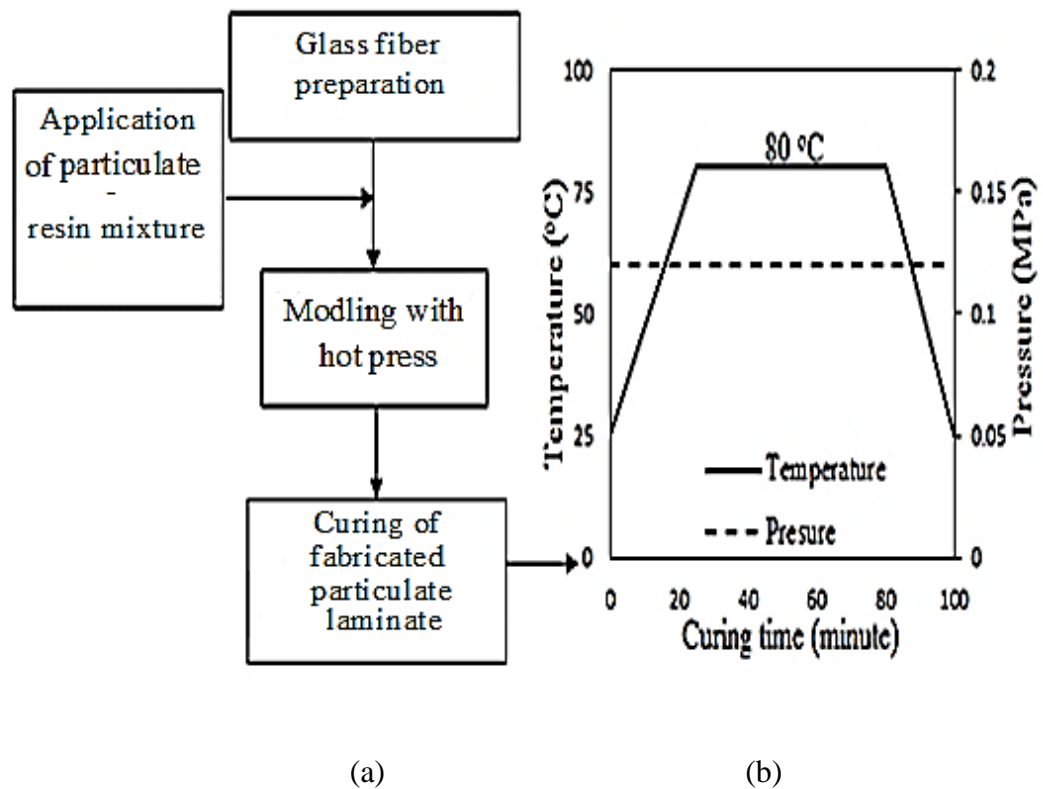 Glass fiber
preparation
Application
of particulate
-
resin mixture
Modling with
hot press
Curing of
fabricated
particulate
laminate
100
75
50
25
0
Temperature (ºC)
80 ºC
Temperature
Presure
0.2
0.15
0.1
0.05
0
Pressure (MPa)
0 20 40 60 80 100
Curing time (minute)
(a) (b)